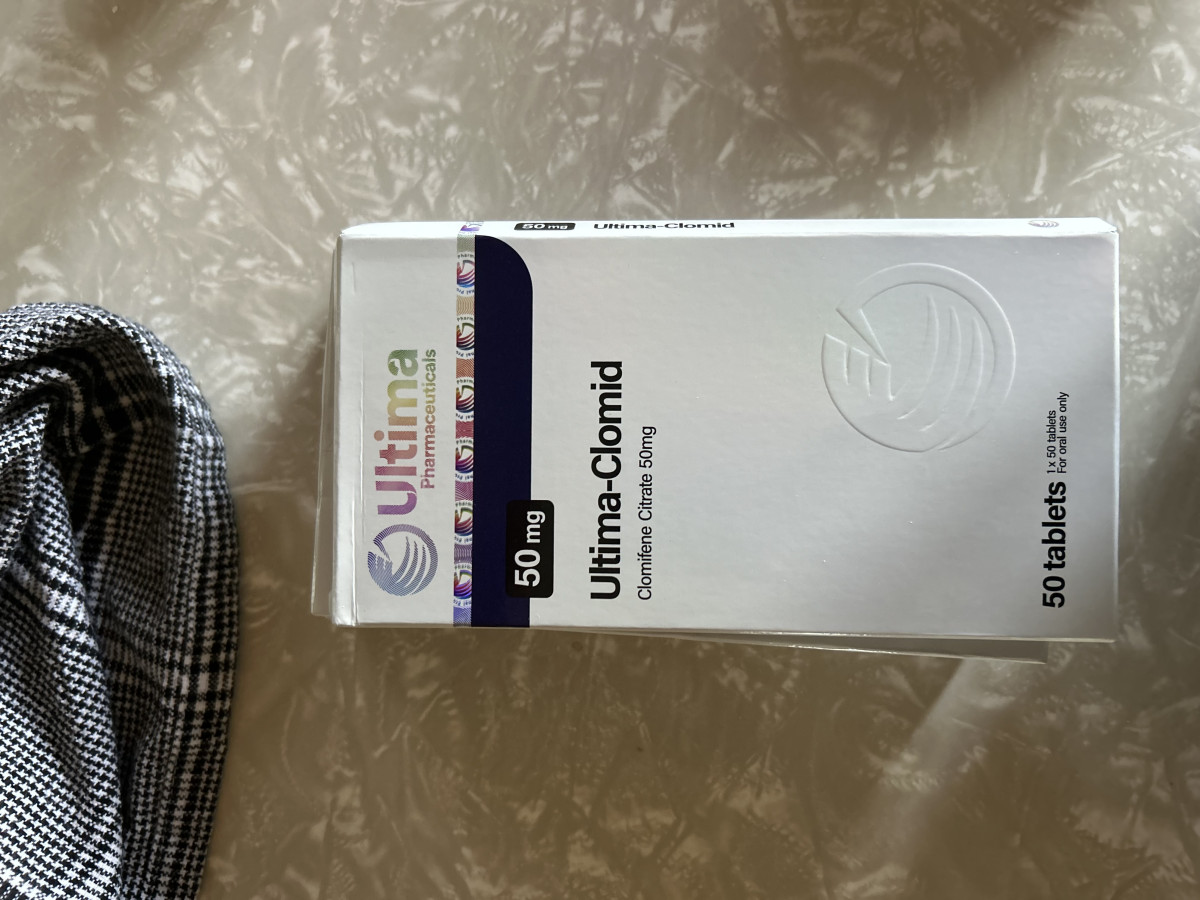 50 mg
Ultima-Clomid
Ultima
Pharmaceuticals
50 mg
Ultima-Clomid
Clomifene Citrate 50mg
50 tablets
1 x 50 tablets
For oral use only